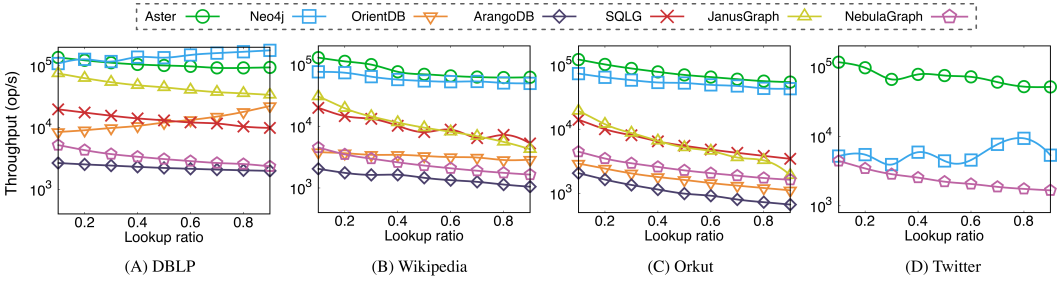 Aster Neo4j OrientDB ArangoDB SQLG JanusGraph NebulaGraph
Throughput (op/s)
10^5
10^4
10^3
0.2 0.4 0.6 0.8
Lookup ratio
(A) DBLP
10^5
10^4
10^3
0.2 0.4 0.6 0.8
Lookup ratio
(B) Wikipedia
10^5
10^4
10^3
0.2 0.4 0.6 0.8
Lookup ratio
(C) Orkut
10^5
10^4
10^3
0.2 0.4 0.6 0.8
Lookup ratio
(D) Twitter